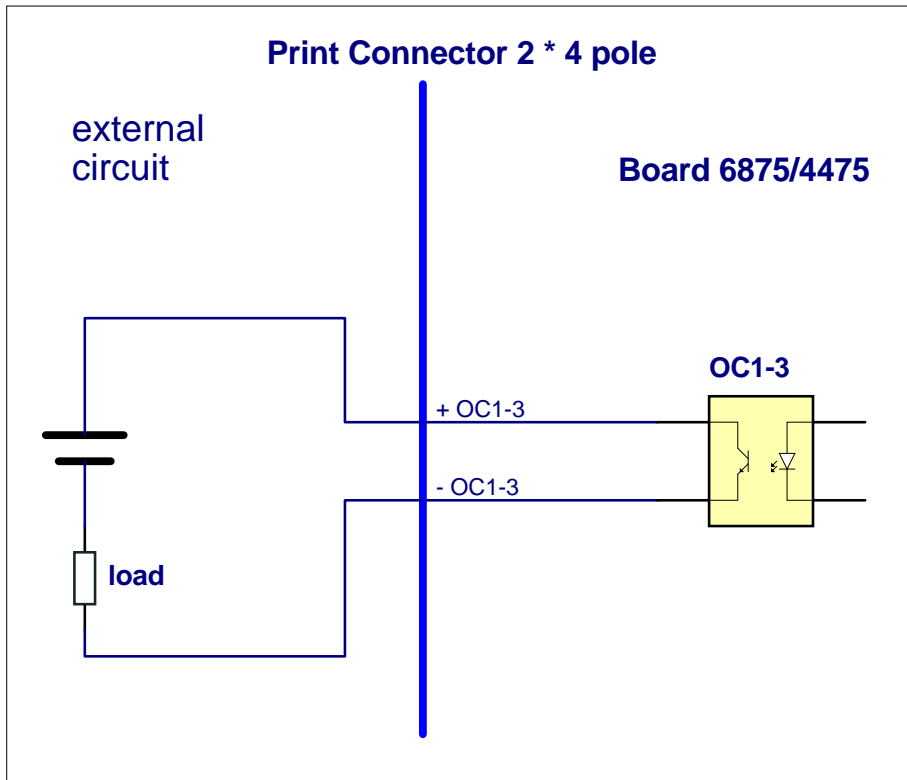 Print Connector 2 * 4 pole
external
circuit
Board 6875/4475
OC1-3
+ OC1-3
- OC1-3
load